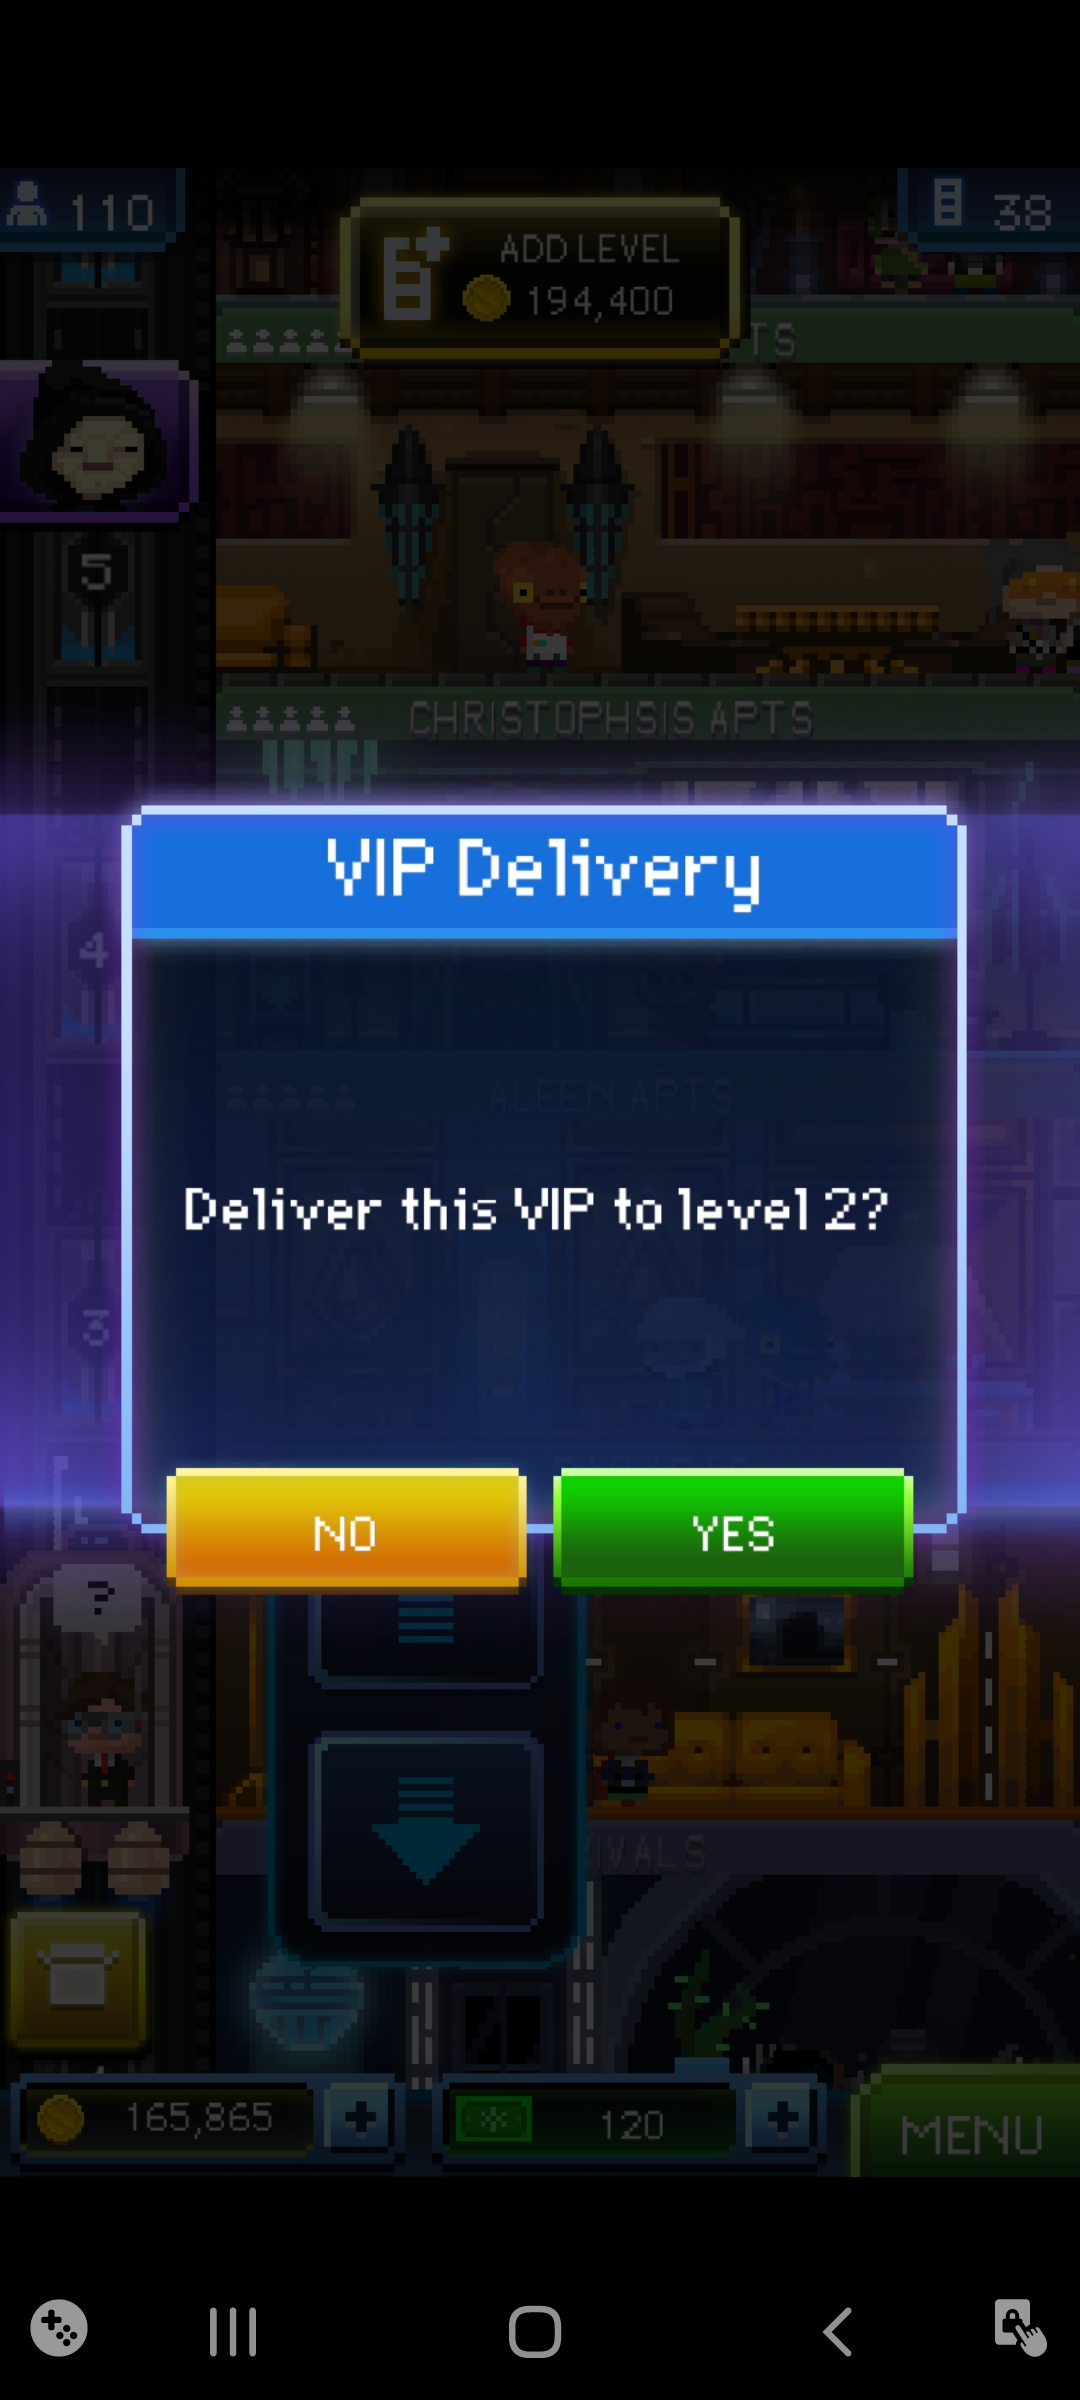 110
ADD LEVEL
194,400
38
TS
5
CHRISTOPHSIS APTS
VIP Delivery
4
ALEEN APTS
Deliver this VIP to level 2?
3
NO
YES
?
IVALS
165,865
120
MENU